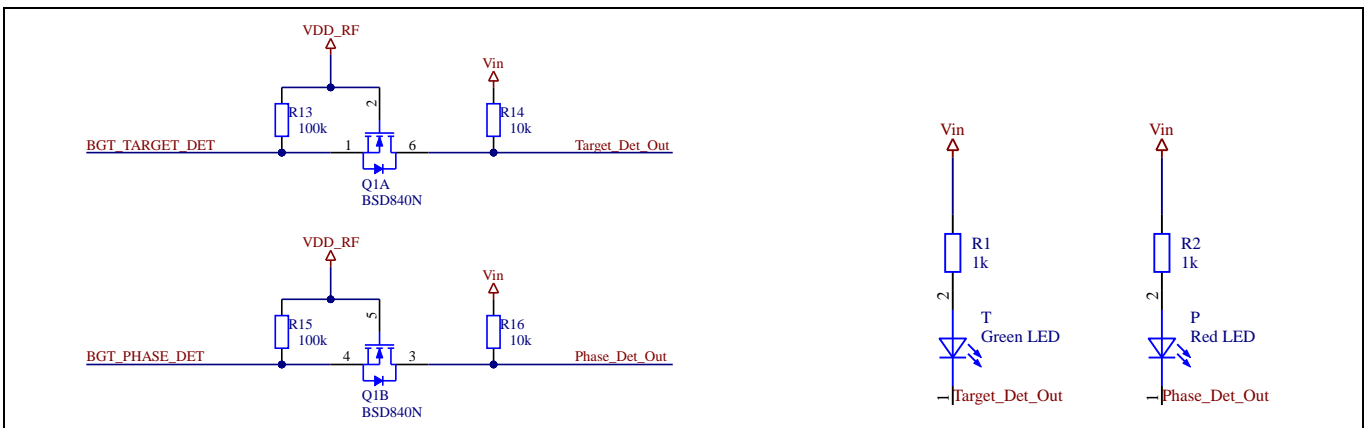 VDD_RF
Vin
R13
100k
2
R14
10k
BGT_TARGET_DET
1
6
Target_Det_Out
Q1A
BSD840N
VDD_RF
Vin
R15
100k
5
R16
10k
BGT_PHASE_DET
4
3
Phase_Det_Out
Q1B
BSD840N
Vin
R1
1k
2
T
Green LED
1
Target_Det_Out
Vin
R2
1k
2
P
Red LED
1
Phase_Det_Out